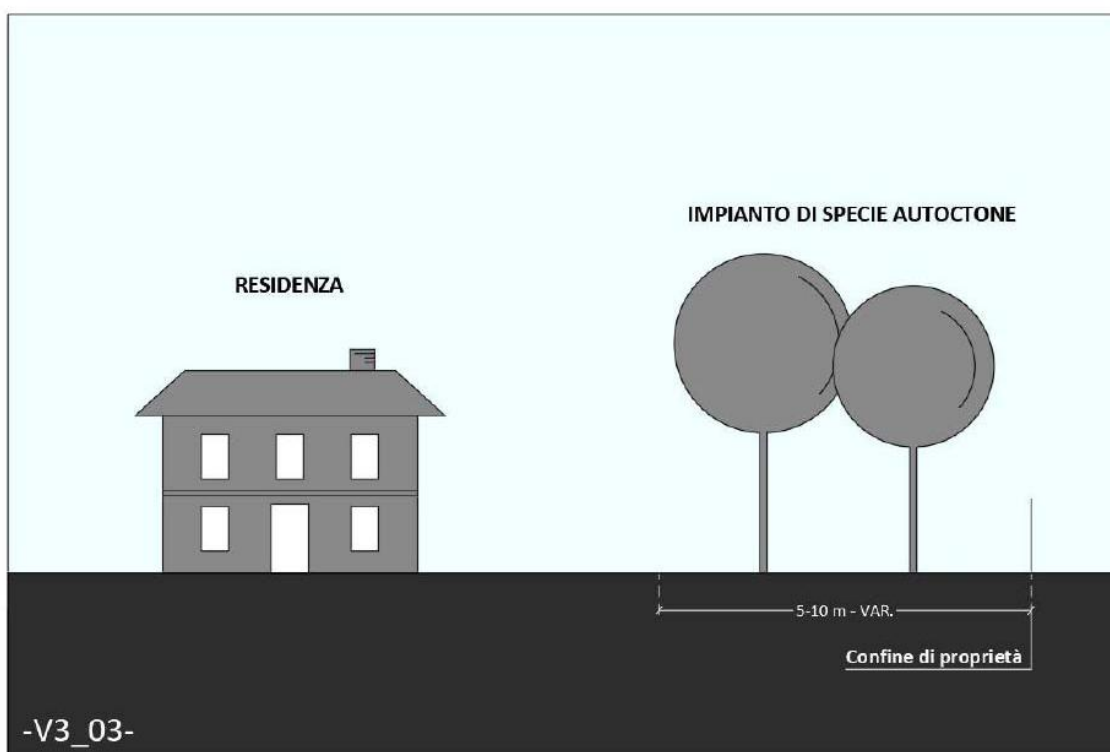 IMPIANTO DI SPECIE AUTOCTONE
RESIDENZA
5-10 m - VAR.
Confine di proprietà
-V3_03-